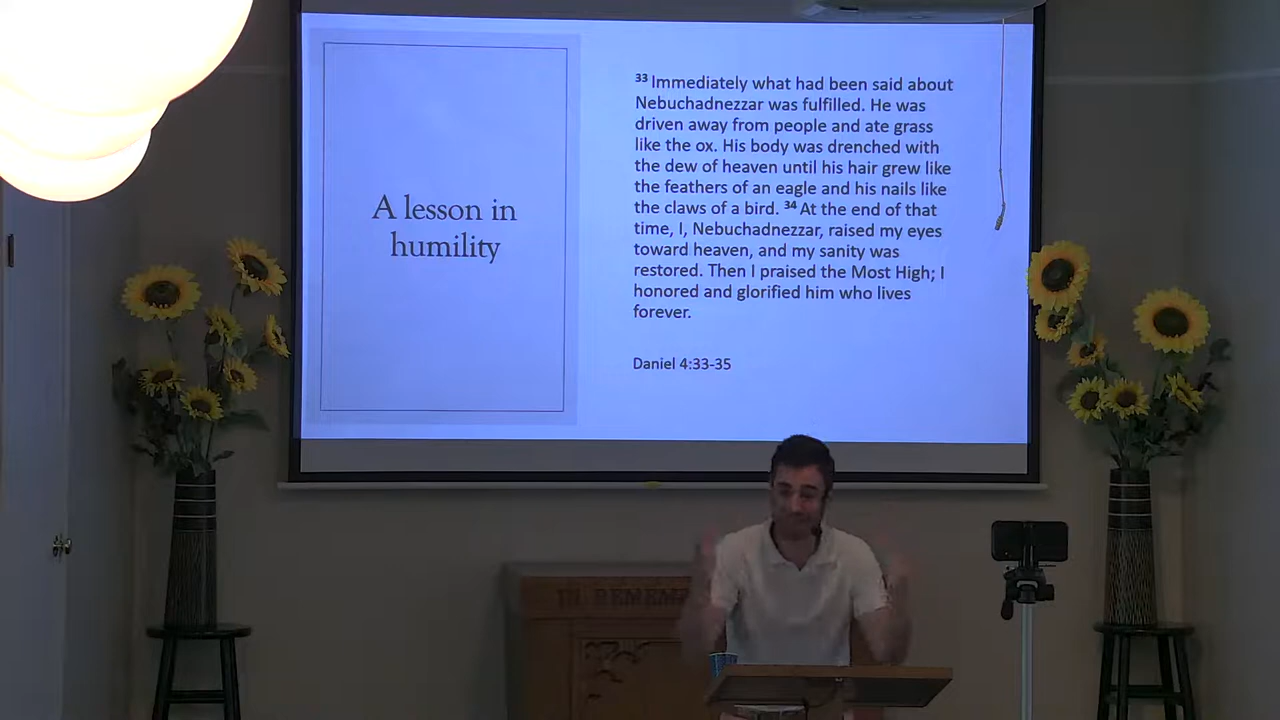 A lesson in
humility
33 Immediately what had been said about
Nebuchadnezzar was fulfilled. He was
driven away from people and ate grass
like the ox. His body was drenched with
the dew of heaven until his hair grew like
the feathers of an eagle and his nails like
the claws of a bird. 34 At the end of that
time, I, Nebuchadnezzar, raised my eyes
toward heaven, and my sanity was
restored. Then I praised the Most High; I
honored and glorified him who lives
forever.
Daniel 4:33-35
IN REMEM